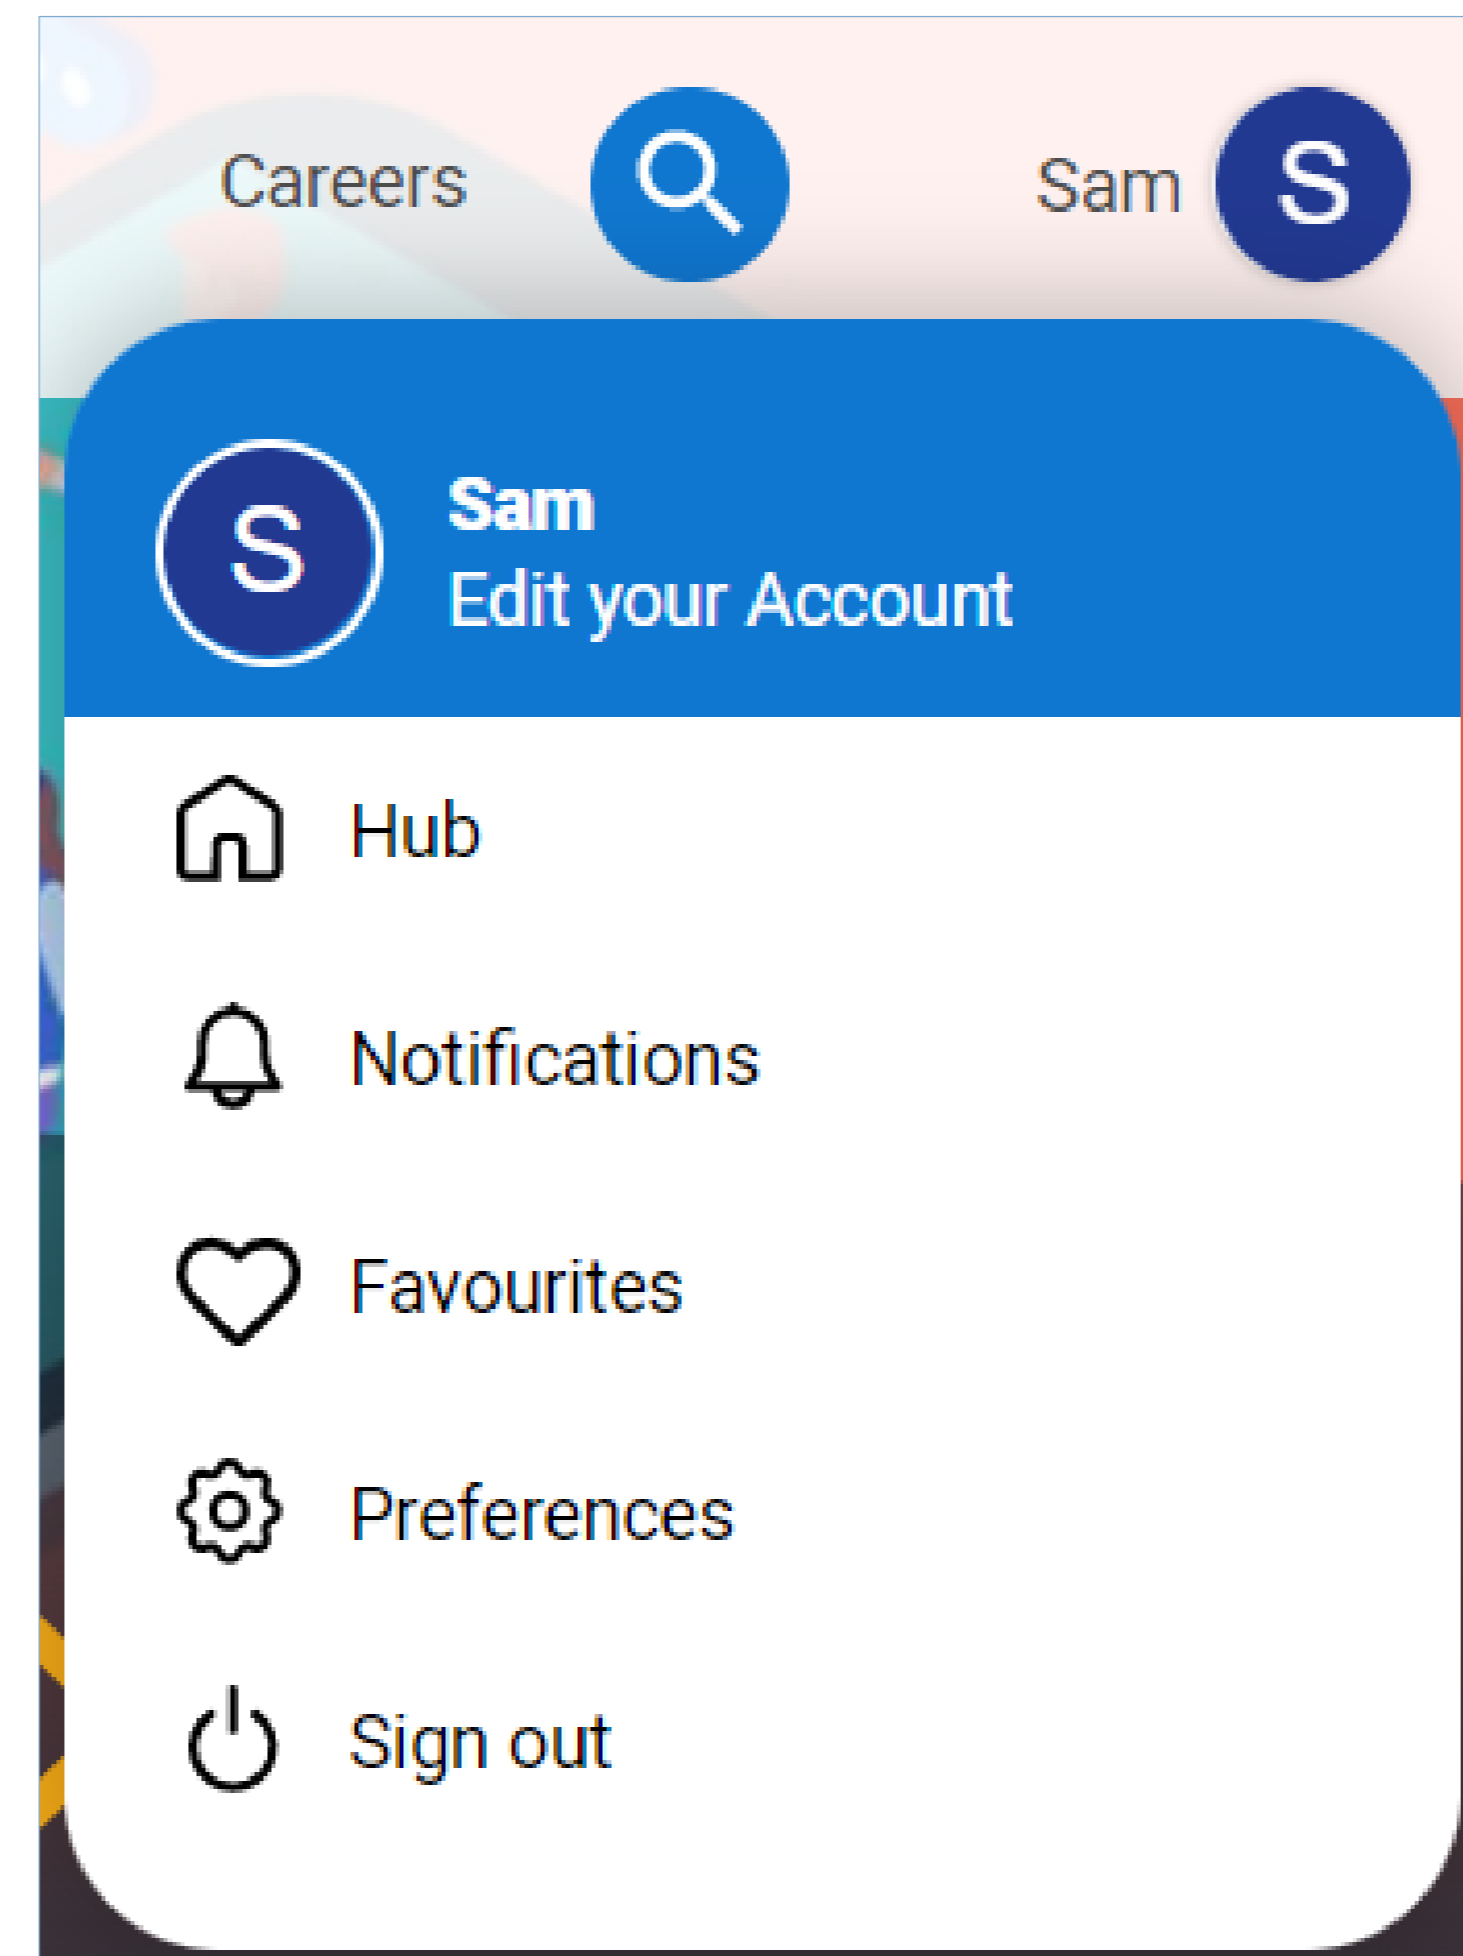 Careers
Sam S
S
Sam
Edit your Account
Hub
Notifications
Favourites
Preferences
Sign out